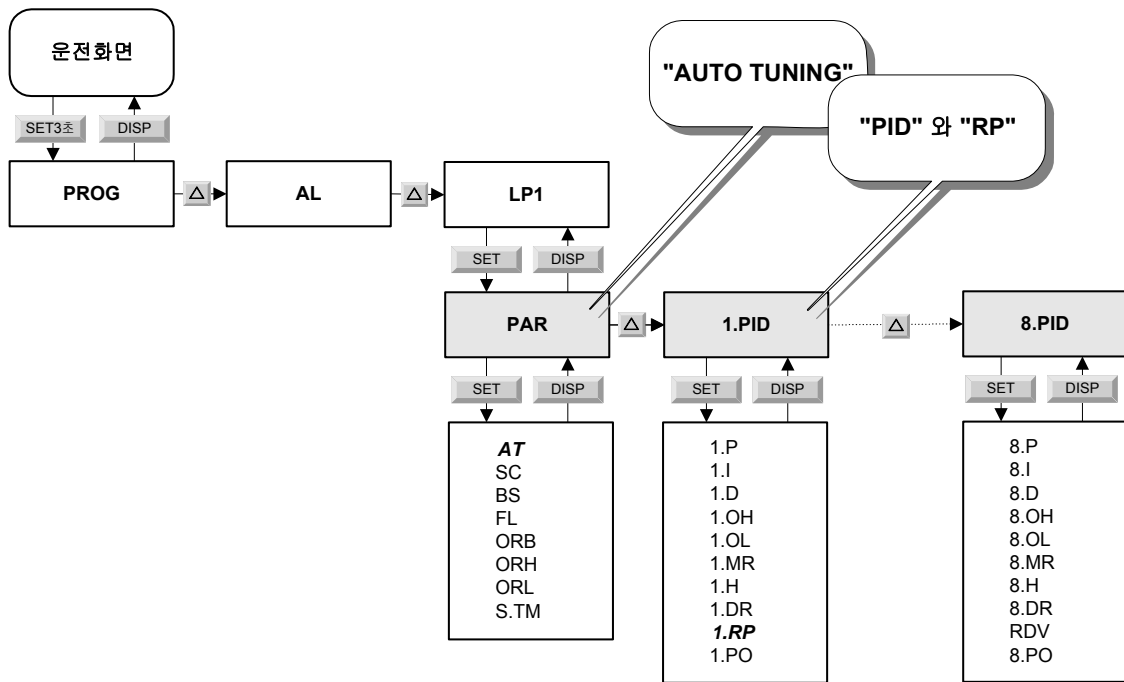 운전화면
"AUTO TUNING"
"PID" 와 "RP"
SET3초
DISP
PROG
AL
LP1
SET
DISP
PAR
1.PID
8.PID
SET
DISP
SET
DISP
SET
DISP
AT
SC
BS
FL
ORB
ORH
ORL
S.TM
1.P
1.I
1.D
1.OH
1.OL
1.MR
1.H
1.DR
1.RP
1.PO
8.P
8.I
8.D
8.OH
8.OL
8.MR
8.H
8.DR
RDV
8.PO